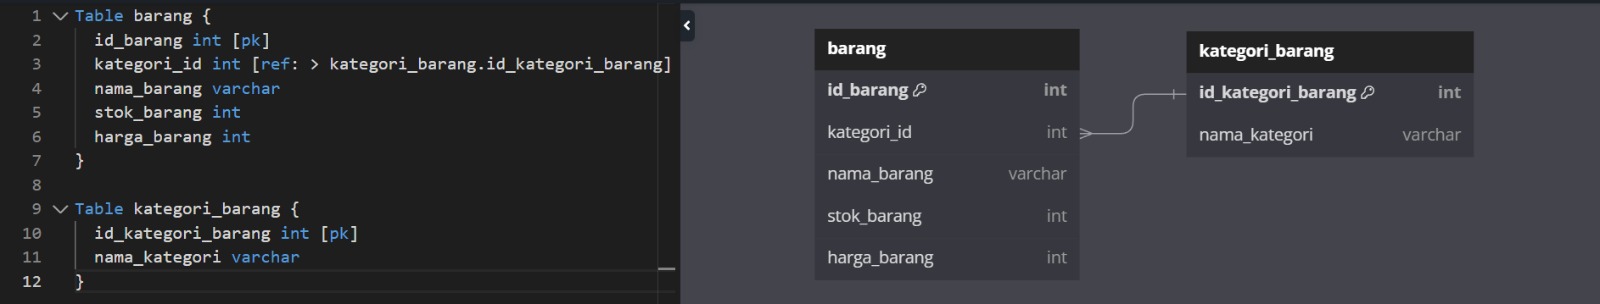 1 Table barang {
2 id_barang int [pk]
3 kategori_id int [ref: > kategori_barang.id_kategori_barang]
4 nama_barang varchar
5 stok_barang int
6 harga_barang int
7 }
8
9 Table kategori_barang {
10 id_kategori_barang int [pk]
11 nama_kategori varchar
12 }
barang
id_barang int
kategori_id int
nama_barang varchar
stok_barang int
harga_barang int
kategori_barang
id_kategori_barang int
nama_kategori varchar